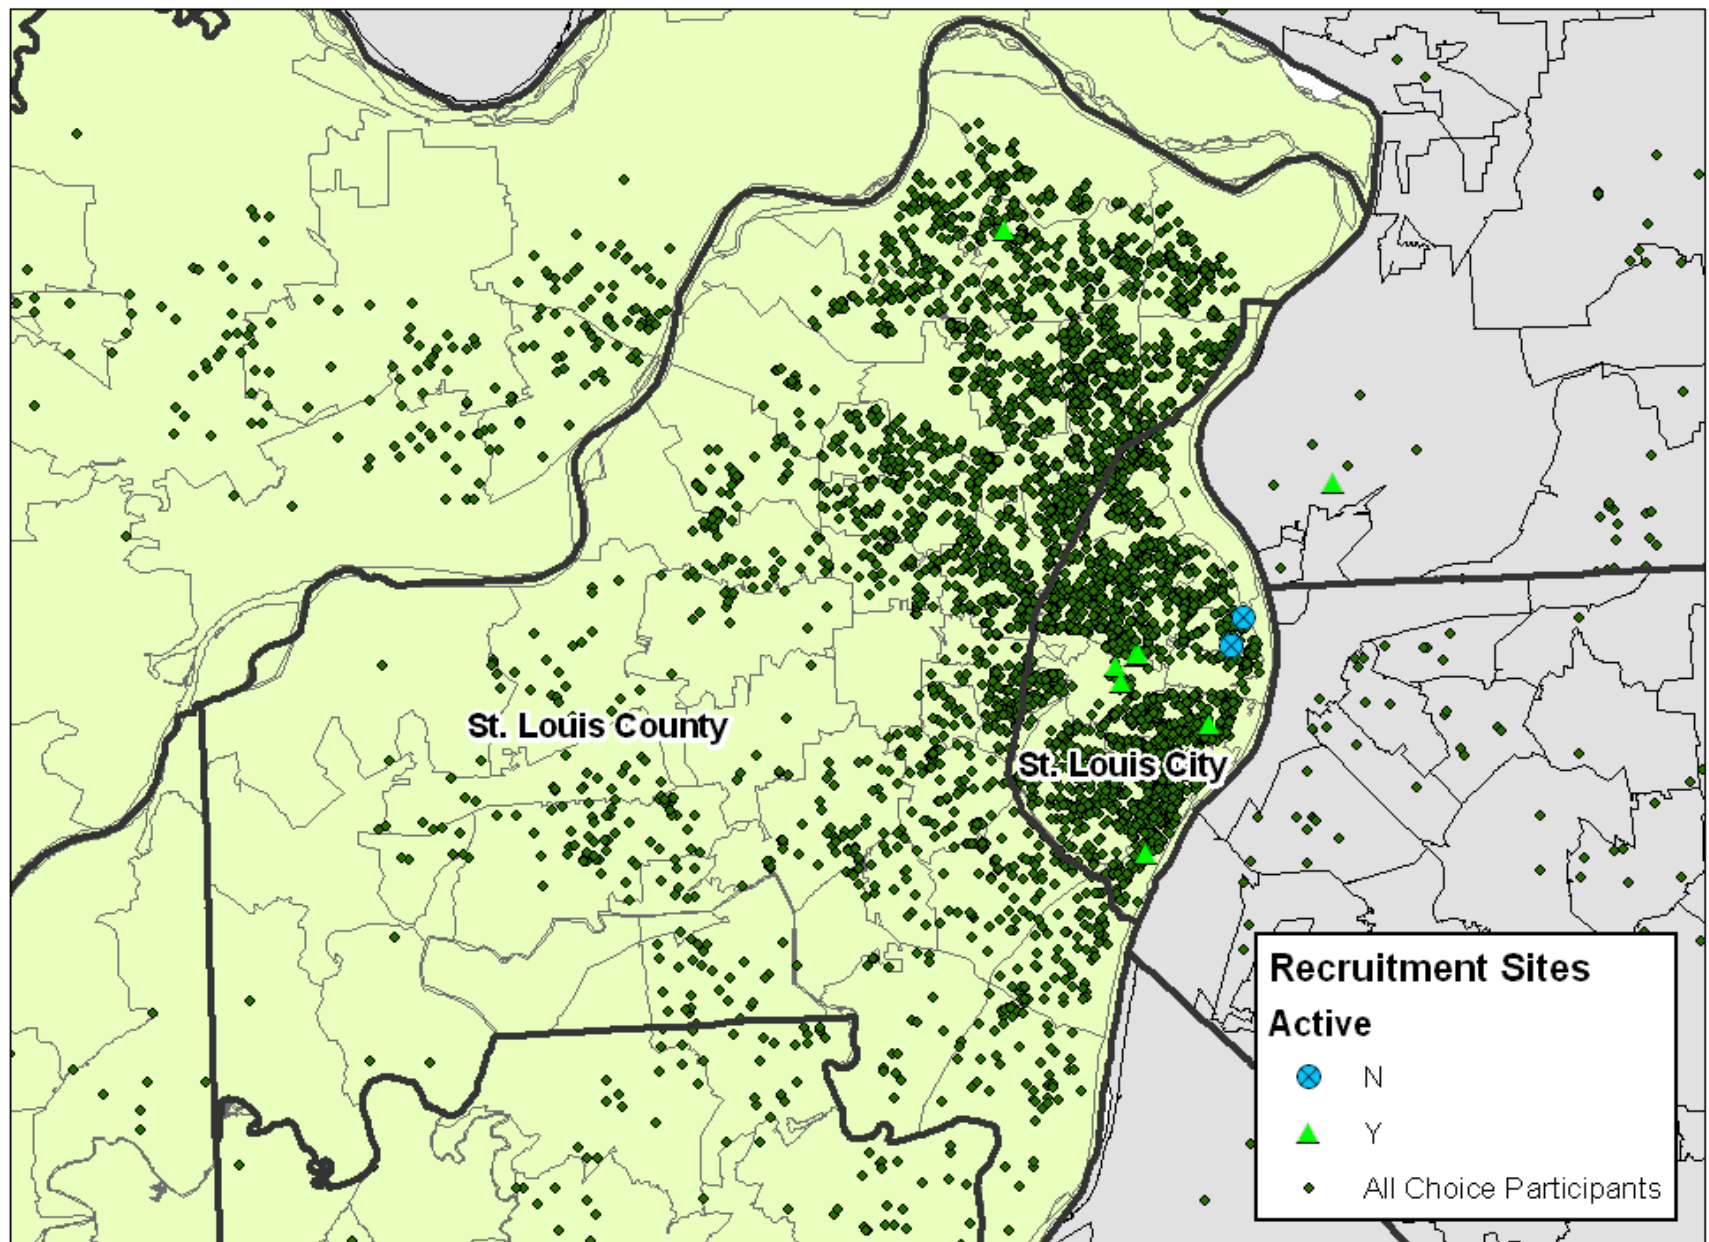 St. Louis County
St. Louis City
Recruitment Sites
Active
N
Y
All Choice Participants